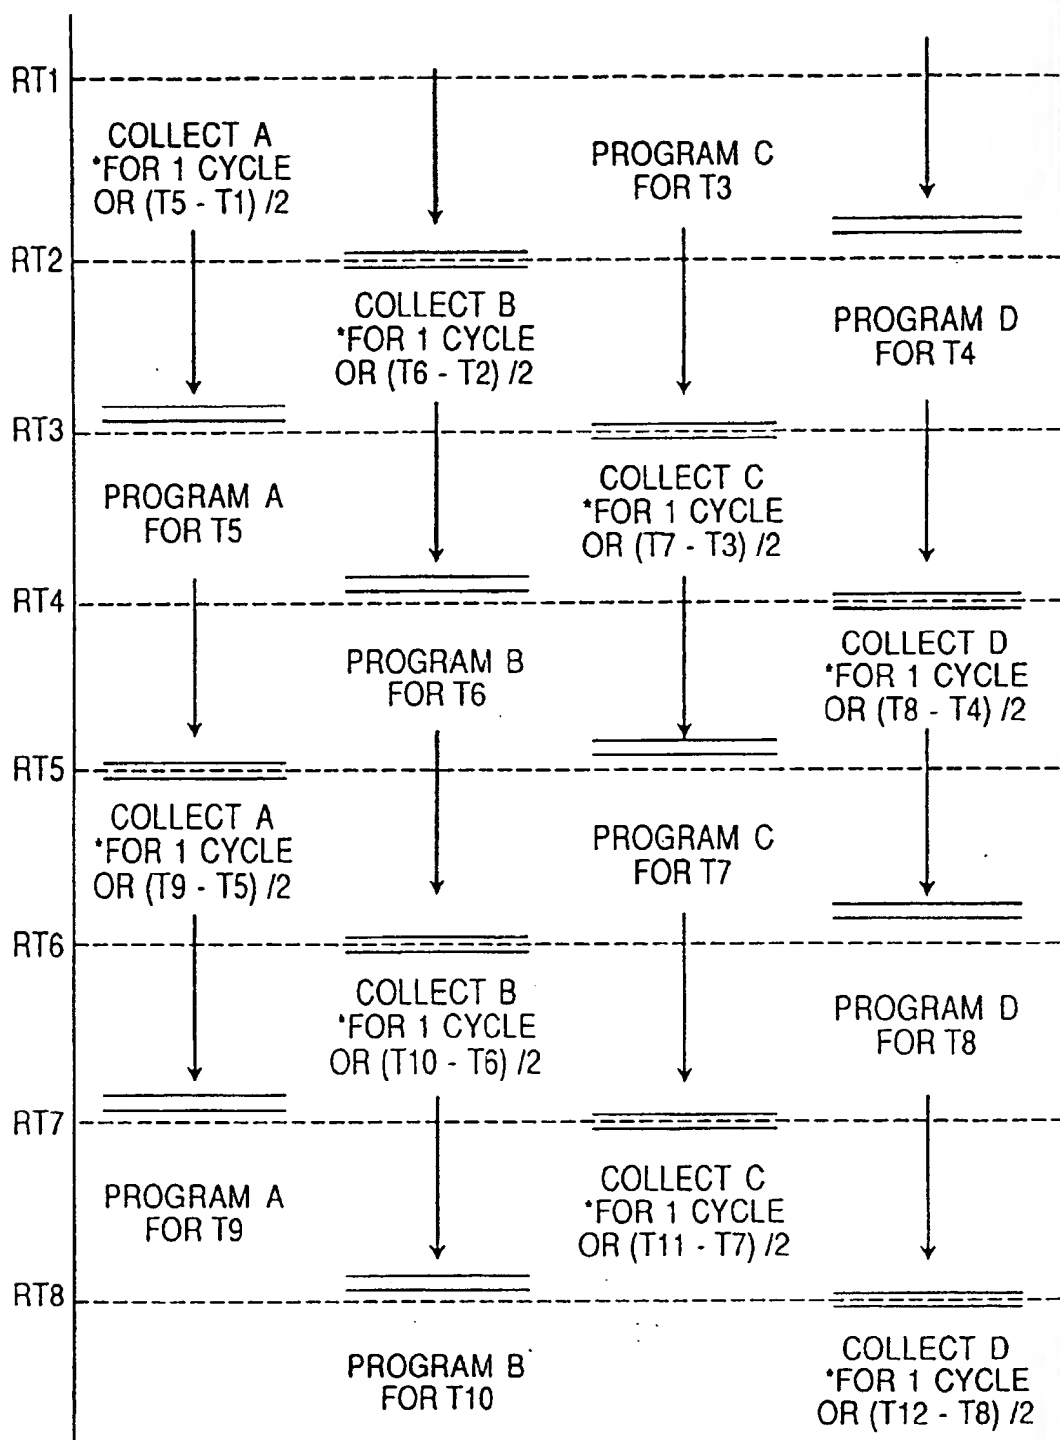 RT1
COLLECT A
*FOR 1 CYCLE
OR (T5 - T1) /2
PROGRAM C
FOR T3
RT2
COLLECT B
*FOR 1 CYCLE
OR (T6 - T2) /2
PROGRAM D
FOR T4
RT3
PROGRAM A
FOR T5
COLLECT C
*FOR 1 CYCLE
OR (T7 - T3) /2
RT4
PROGRAM B
FOR T6
COLLECT D
*FOR 1 CYCLE
OR (T8 - T4) /2
RT5
COLLECT A
*FOR 1 CYCLE
OR (T9 - T5) /2
PROGRAM C
FOR T7
RT6
COLLECT B
*FOR 1 CYCLE
OR (T10 - T6) /2
PROGRAM D
FOR T8
RT7
PROGRAM A
FOR T9
COLLECT C
*FOR 1 CYCLE
OR (T11 - T7) /2
RT8
PROGRAM B
FOR T10
COLLECT D
*FOR 1 CYCLE
OR (T12 - T8) /2